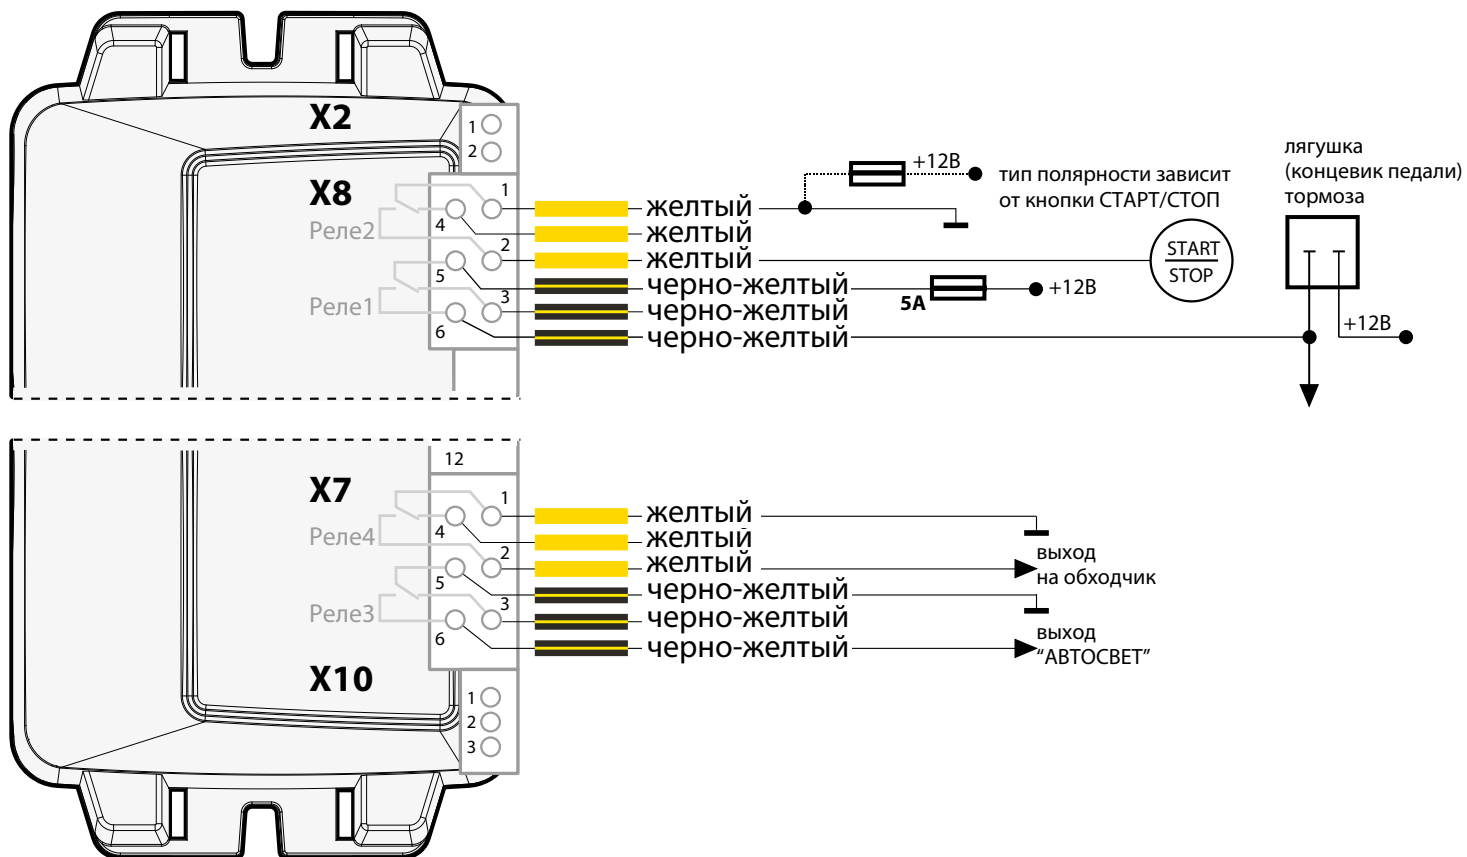 X2
1
2
X8
Реле2
Реле1
1
4
2
5
3
6
желтый
желтый
желтый
черно-желтый
черно-желтый
черно-желтый
+12В
тип полярности зависит
от кнопки СТАРТ/СТОП
START
STOP
5A
+12В
лягушка
(концевик педали)
тормоза
+12В
12
X7
Реле4
Реле3
1
4
2
5
3
6
желтый
желтый
желтый
черно-желтый
черно-желтый
черно-желтый
выход
на обходчик
выход
“АВТОСВЕТ”
X10
1
2
3